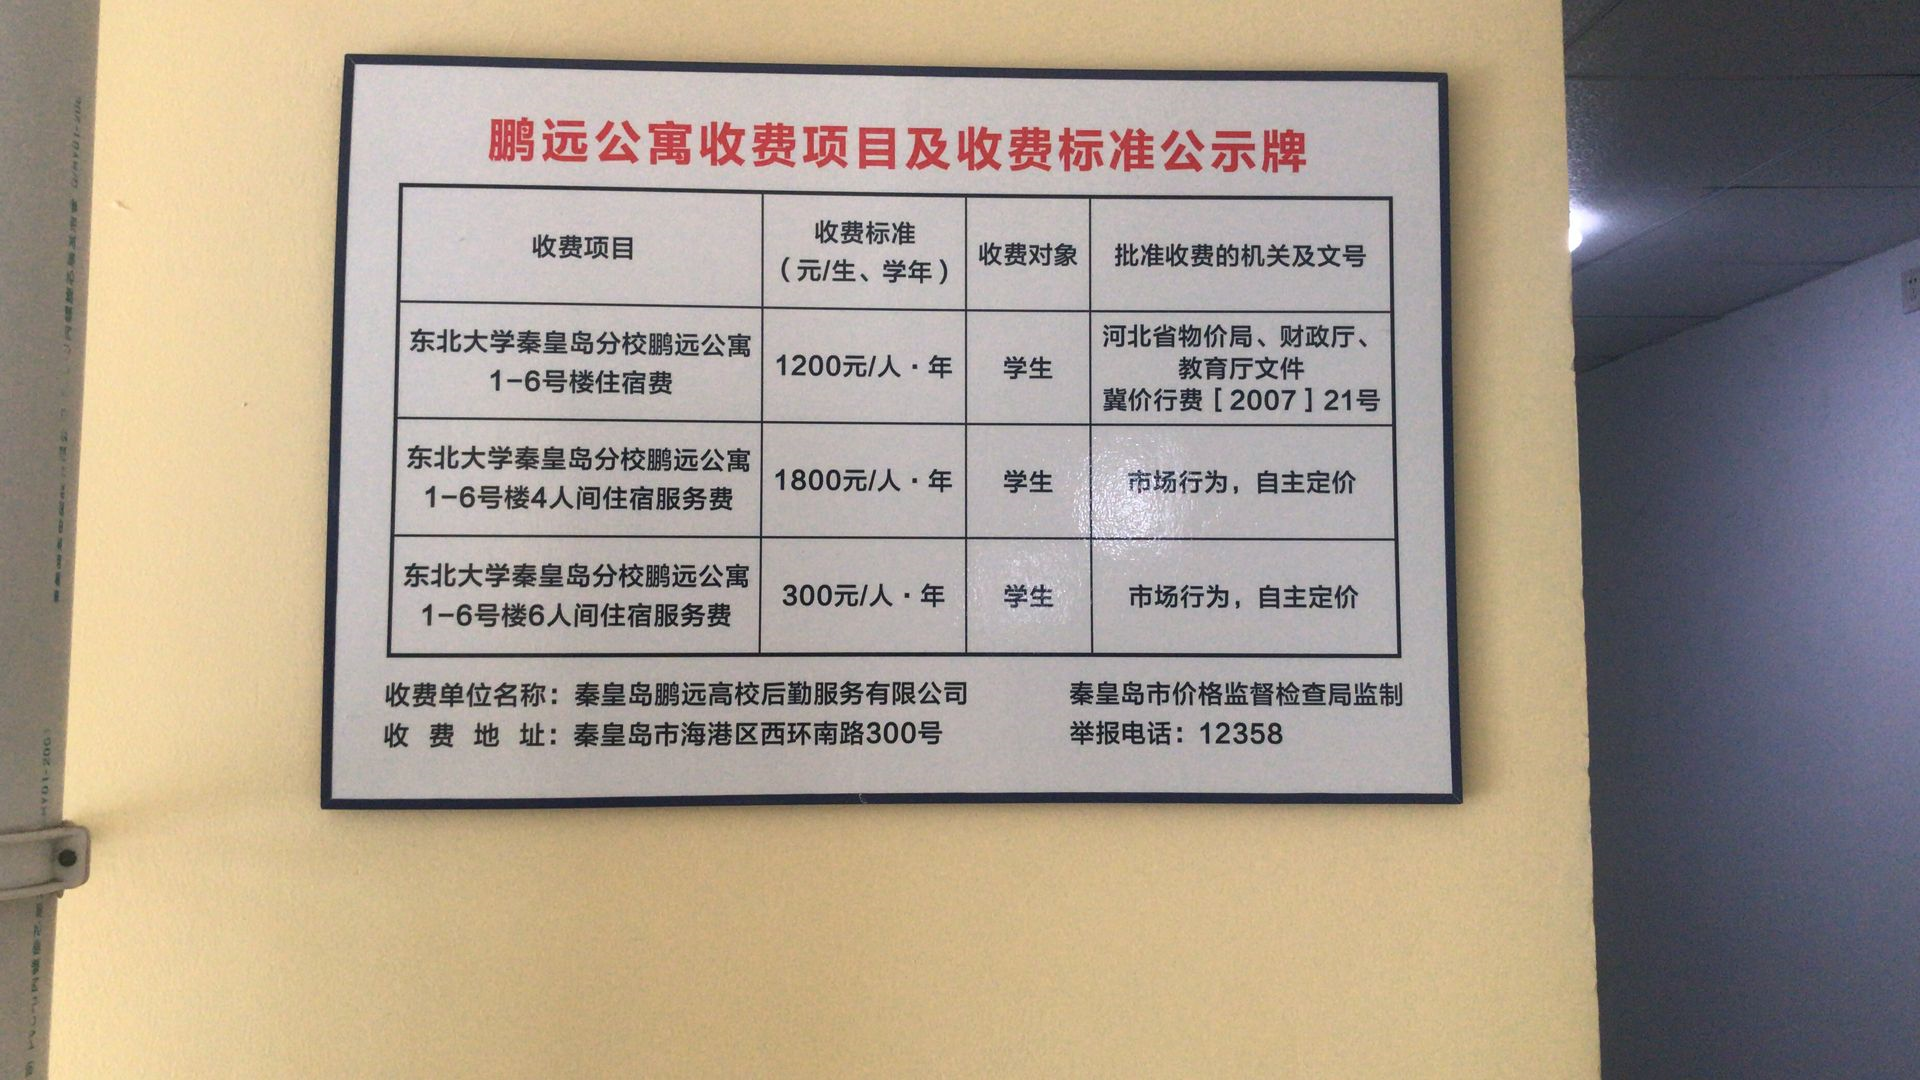 鹏远公寓收费项目及收费标准公示牌
收费项目
收费标准
（元/生、学年）
收费对象
批准收费的机关及文号
东北大学秦皇岛分校鹏远公寓
1-6号楼住宿费
1200元/人·年
学生
河北省物价局、财政厅、
教育厅文件
冀价行费［2007］21号
东北大学秦皇岛分校鹏远公寓
1-6号楼4人间住宿服务费
1800元/人·年
学生
市场行为，自主定价
东北大学秦皇岛分校鹏远公寓
1-6号楼6人间住宿服务费
300元/人·年
学生
市场行为，自主定价
收费单位名称：秦皇岛鹏远高校后勤服务有限公司
秦皇岛市价格监督检查局监制
收费地址：秦皇岛市海港区西环南路300号
举报电话：12358